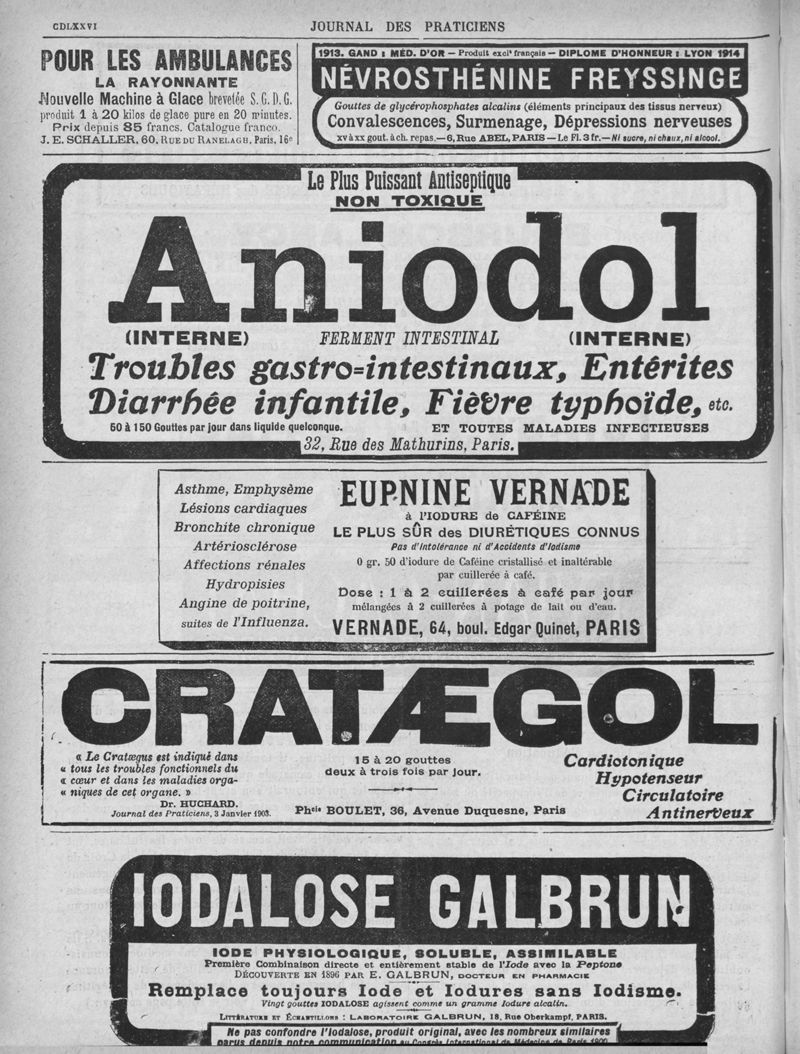 CDLXXVI
JOURNAL DES PRATICIENS
POUR LES AMBULANCES
LA RAYONNANTE
Nouvelle Machine à Glace brevetée S.G.D.G.
produit 1 à 20 kilos de glace pure en 20 minutes.
Prix depuis 85 francs. Catalogue franco.
J. E. SCHALLER, 60, RUE DU RANELAGH, Paris, 16e
1913. GAND : MÉD. D'OR — Produit exclt français — DIPLOME D'HONNEUR : LYON 1914
NÉVROSTHÉNINE FREYSSINGE
Gouttes de glycérophosphates alcalins (éléments principaux des tissus nerveux)
Convalescences, Surmenage, Dépressions nerveuses
XV à XX gout. à ch. repas. — 6, Rue ABEL, PARIS — Le Fl. 3 fr. — Ni sucre, ni chaux, ni alcool.
Le Plus Puissant Antiseptique
NON TOXIQUE
Aniodol
(INTERNE) FERMENT INTESTINAL (INTERNE)
Troubles gastro-intestinaux, Entérites
Diarrhée infantile, Fièvre typhoïde, etc.
50 à 150 Gouttes par jour dans liquide quelconque. ET TOUTES MALADIES INFECTIEUSES
32, Rue des Mathurins, Paris.
Asthme, Emphysème
Lésions cardiaques
Bronchite chronique
Artériosclérose
Affections rénales
Hydropisies
Angine de poitrine,
suites de l'Influenza.
EUPNINE VERNADE
à l'IODURE de CAFÉINE
LE PLUS SÛR des DIURÉTIQUES CONNUS
Pas d'Intolérance ni d'Accidents d'Iodisme
0 gr. 50 d'iodure de Caféine cristallisé et inaltérable
par cuillerée à café.
Dose : 1 à 2 cuillerées à café par jour
mélangées à 2 cuillerées à potage de lait ou d'eau.
VERNADE, 64, boul. Edgar Quinet, PARIS
CRATÆGOL
« Le Cratægus est indiqué dans
« tous les troubles fonctionnels du
« cœur et dans les maladies orga-
« niques de cet organe. »
Dr. HUCHARD.
Journal des Praticiens, 3 Janvier 1903.
15 à 20 gouttes
deux à trois fois par jour.
Phcie BOULET, 36, Avenue Duquesne, Paris
Cardiotonique
Hypotenseur
Circulatoire
Antinerveux
IODALOSE GALBRUN
IODE PHYSIOLOGIQUE, SOLUBLE, ASSIMILABLE
Première Combinaison directe et entièrement stable de l'Iode avec la Peptone
DÉCOUVERTE EN 1896 PAR E. GALBRUN, DOCTEUR EN PHARMACIE
Remplace toujours Iode et Iodures sans Iodisme.
Vingt gouttes IODALOSE agissent comme un gramme Iodure alcalin.
LITTÉRATURE ET ÉCHANTILLONS : LABORATOIRE GALBRUN, 18, Rue Oberkampf, PARIS.
Ne pas confondre l'Iodalose, produit original, avec les nombreux similaires
parus depuis notre communication au Congrès International de Médecine de Paris 1900